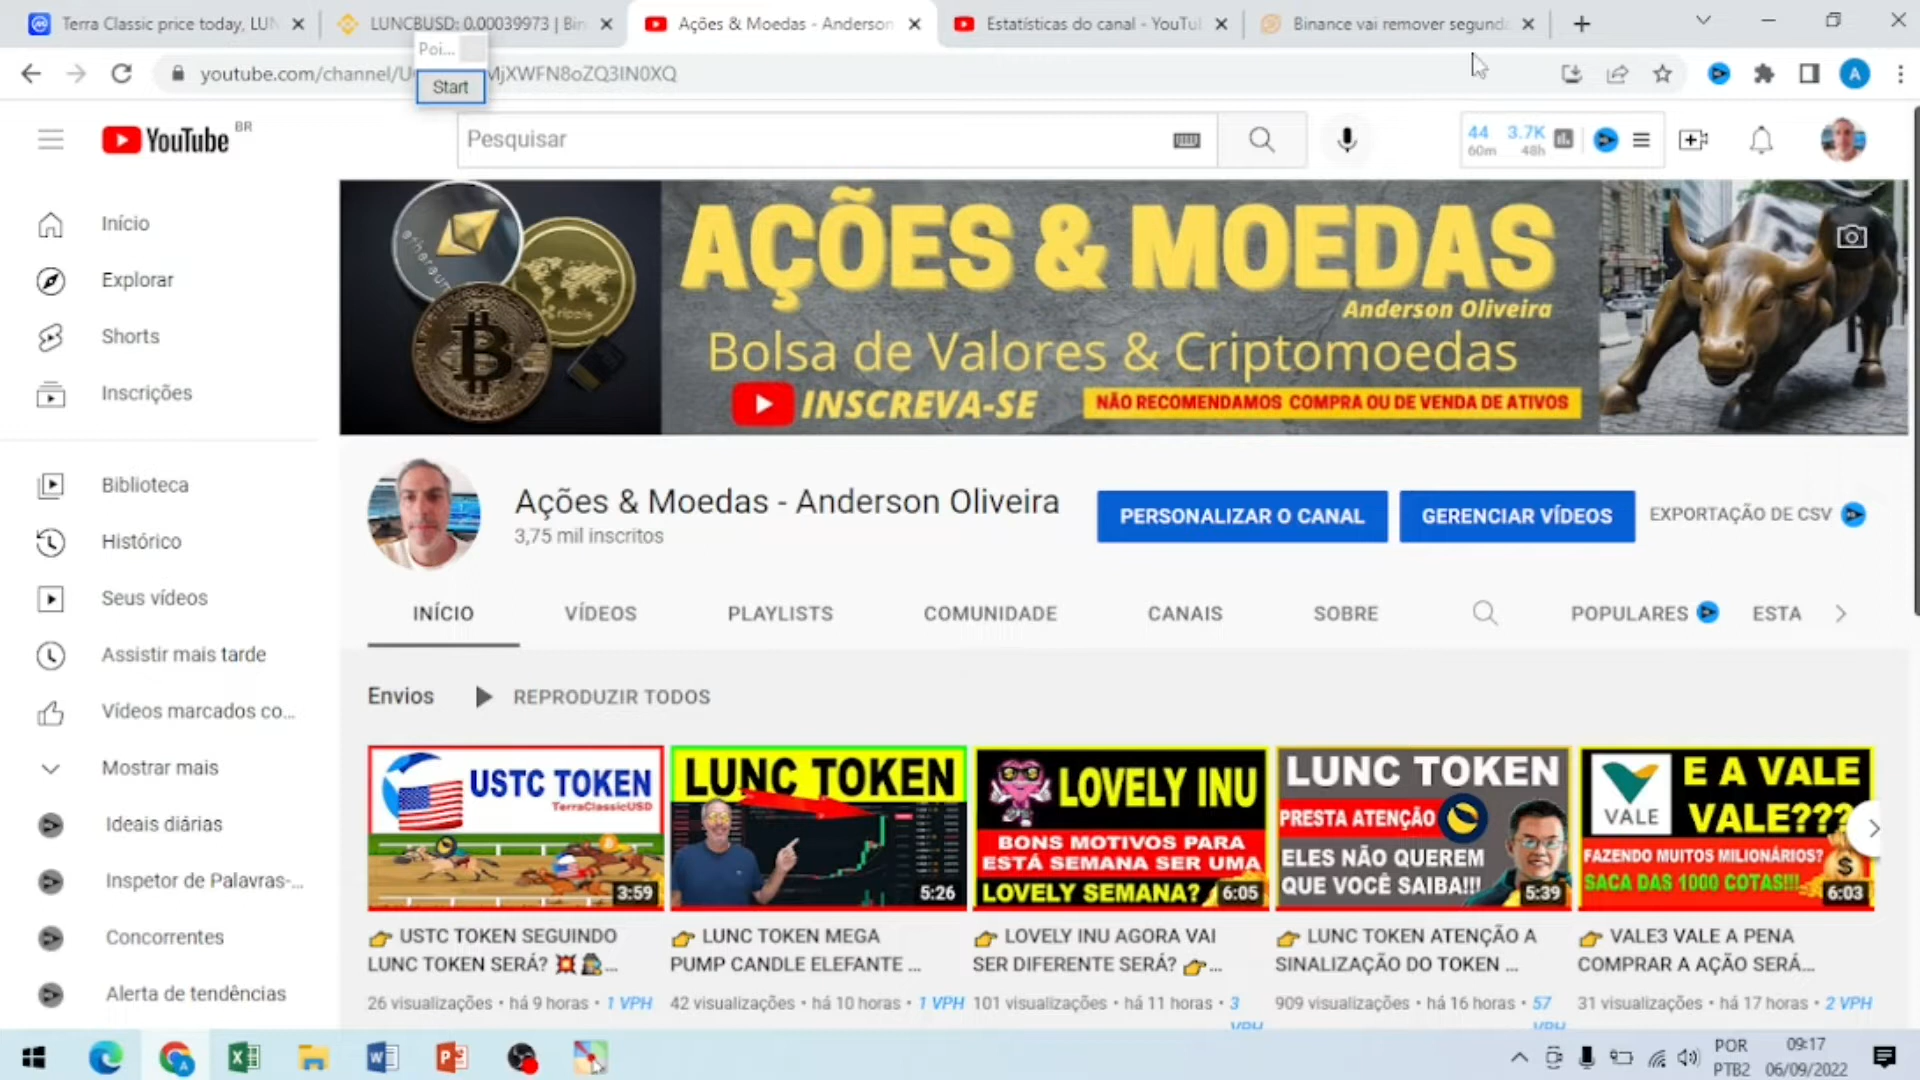 Terra Classic price today, LUN
LUNCBUSD: 0.00039973 | Bin
Ações & Moedas - Anderson
Estatísticas do canal - YouTu
Binance vai remover segunda
Poi...
Start
youtube.com/channel/U
MjXWFN8oZQ3IN0XQ
YouTube BR
Pesquisar
44 3.7K
60m 48h
Início
Explorar
Shorts
Inscrições
Biblioteca
Histórico
Seus vídeos
Assistir mais tarde
Vídeos marcados co...
Mostrar mais
Ideais diárias
Inspetor de Palavras-...
Concorrentes
Alerta de tendências
AÇÕES & MOEDAS
Anderson Oliveira
Bolsa de Valores & Criptomoedas
INSCREVA-SE
NÃO RECOMENDAMOS COMPRA OU DE VENDA DE ATIVOS
ethereum
ripple
Ações & Moedas - Anderson Oliveira
3,75 mil inscritos
PERSONALIZAR O CANAL
GERENCIAR VÍDEOS
EXPORTAÇÃO DE CSV
INÍCIO
VÍDEOS
PLAYLISTS
COMUNIDADE
CANAIS
SOBRE
POPULARES
ESTA
Envios
REPRODUZIR TODOS
USTC TOKEN
TerraClassicUSD
3:59
👉 USTC TOKEN SEGUINDO
LUNC TOKEN SERÁ? 💥...
26 visualizações • há 9 horas • 1 VPH
LUNC TOKEN
5:26
👉 LUNC TOKEN MEGA
PUMP CANDLE ELEFANTE ...
42 visualizações • há 10 horas • 1 VPH
LOVELY INU
BONS MOTIVOS PARA
ESTÁ SEMANA SER UMA
LOVELY SEMANA?
6:05
👉 LOVELY INU AGORA VAI
SER DIFERENTE SERÁ? 👉...
101 visualizações • há 11 horas • 3
VPH
LUNC TOKEN
PRESTA ATENÇÃO
ELES NÃO QUEREM
QUE VOCÊ SAIBA!!!
5:39
👉 LUNC TOKEN ATENÇÃO A
SINALIZAÇÃO DO TOKEN ...
909 visualizações • há 16 horas • 57
VPH
VALE
E A VALE
VALE???
FAZENDO MUITOS MILIONÁRIOS?
SACA DAS 1000 COTAS!!!
6:03
👉 VALE3 VALE A PENA
COMPRAR A AÇÃO SERÁ...
31 visualizações • há 17 horas • 2 VPH
POR
PTB2
09:17
06/09/2022